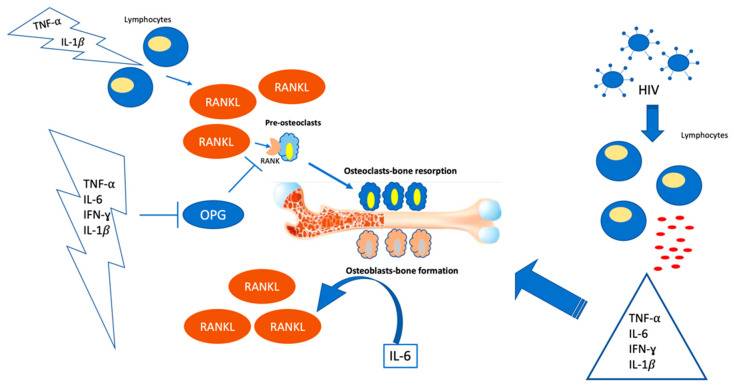 TNF-α
IL-1β
Lymphocytes
RANKL
RANKL
RANKL
Pre-osteoclasts
RANK
Osteoclasts-bone resorption
TNF-α
IL-6
IFN-ɣ
IL-1β
OPG
Osteoblasts-bone formation
RANKL
RANKL
RANKL
IL-6
HIV
Lymphocytes
TNF-α
IL-6
IFN-ɣ
IL-1β